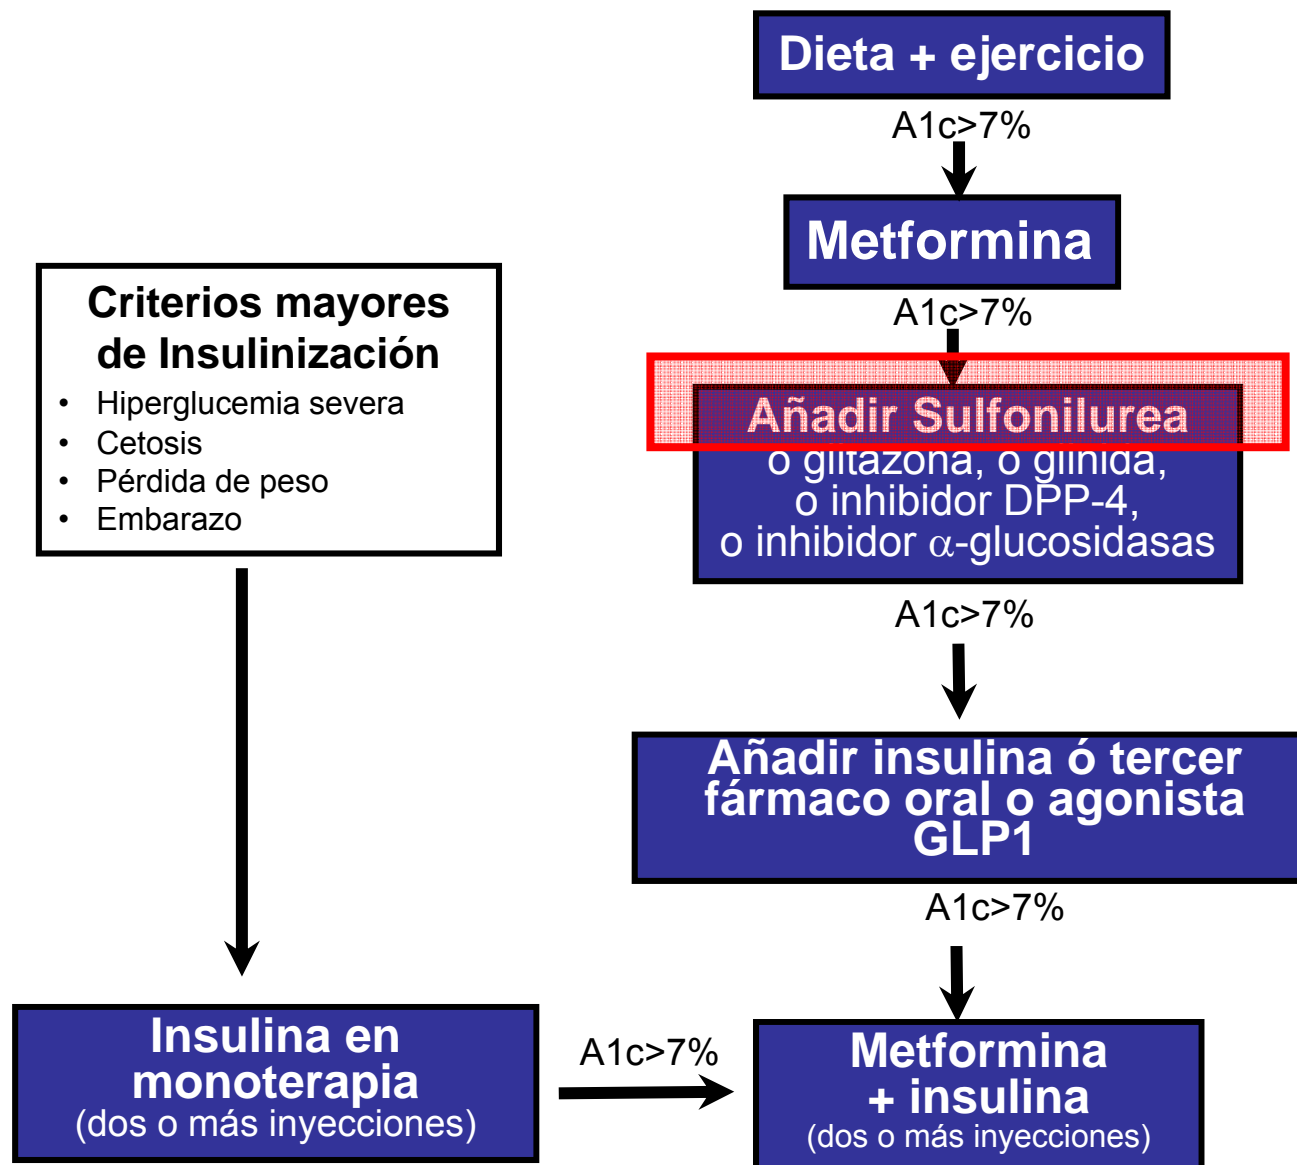 Dieta + ejercicio
A1c>7%
Metformina
A1c>7%
Criterios mayores
de Insulinización
• Hiperglucemia severa
• Cetosis
• Pérdida de peso
• Embarazo
Añadir Sulfonilurea
o glitazona, o glinida,
o inhibidor DPP-4,
o inhibidor α-glucosidasas
A1c>7%
Añadir insulina ó tercer
fármaco oral o agonista
GLP1
A1c>7%
Insulina en
monoterapia
(dos o más inyecciones)
A1c>7%
Metformina
+ insulina
(dos o más inyecciones)